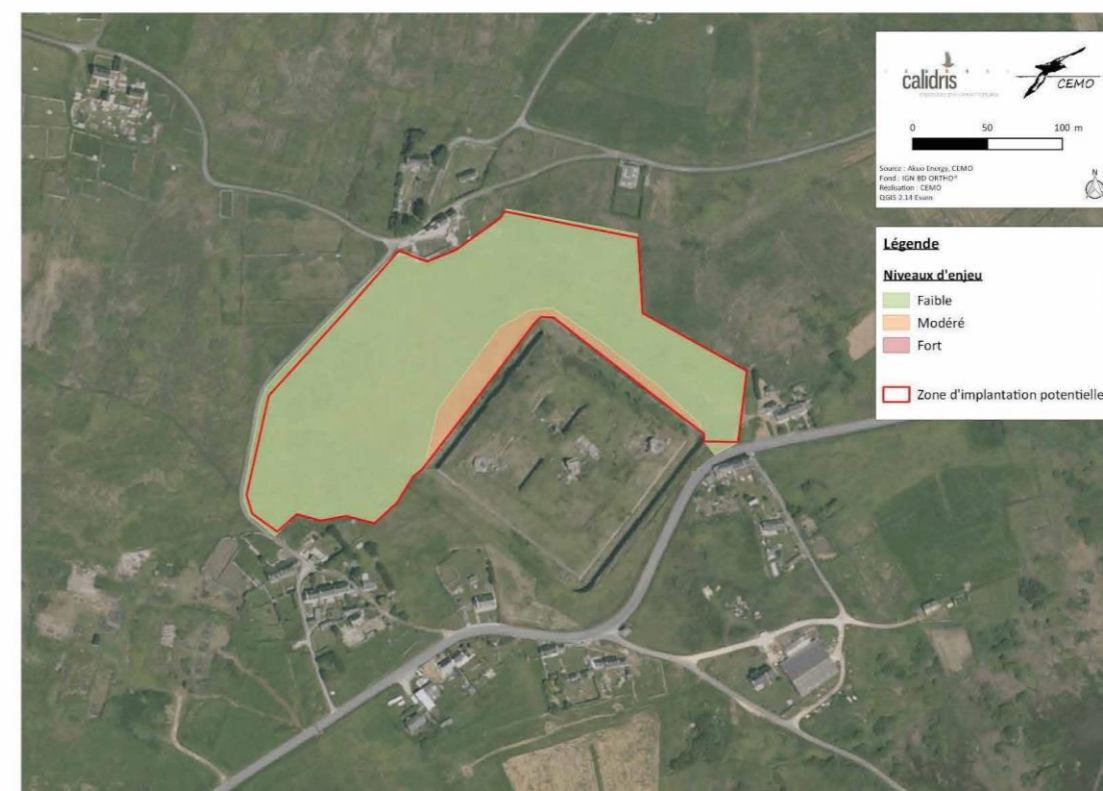 calidris
CEMO
0 50 100 m
Source : Akuo Energy, CEMO
Fond : IGN BD ORTHO®
Réalisation : CEMO
QGIS 2.14 Essen
N
Légende
Niveaux d'enjeu
Faible
Modéré
Fort
Zone d'implantation potentielle